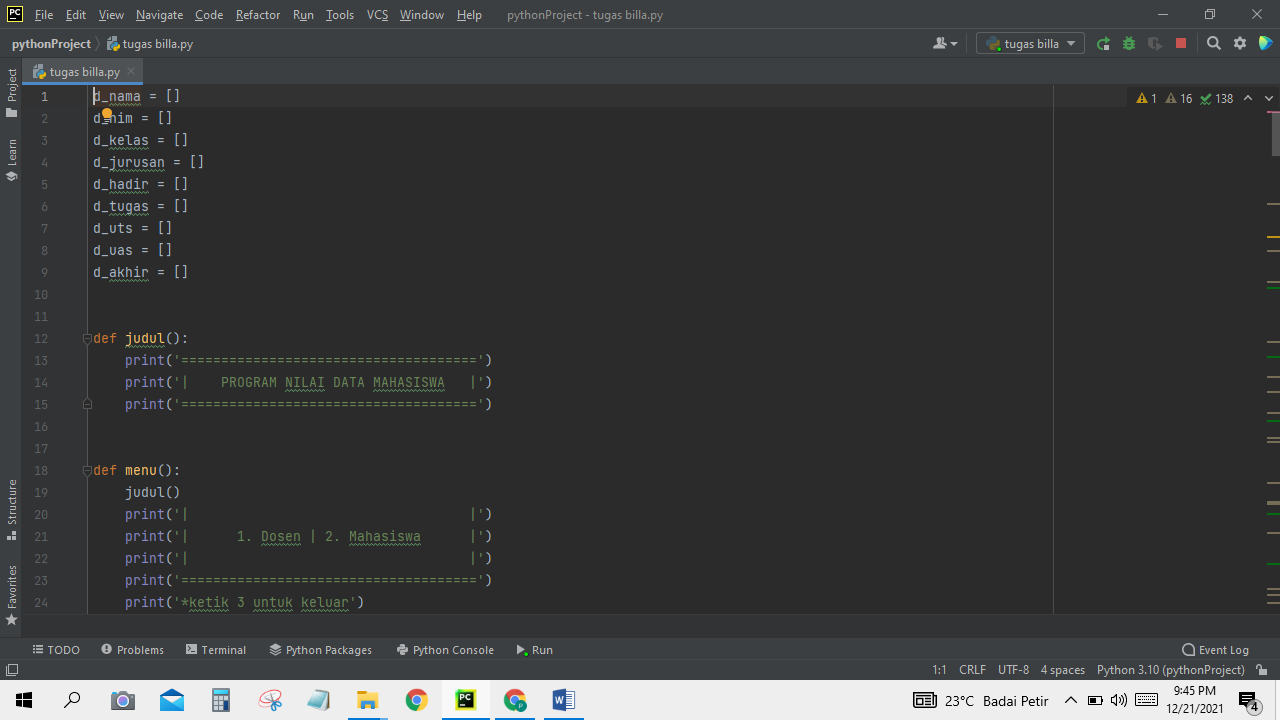 PC File Edit View Navigate Code Refactor Run Tools VCS Window Help pythonProject - tugas billa.py
pythonProject tugas billa.py tugas billa
tugas billa.py
Project
Learn
Structure
Favorites
1 16 138
1 d_nama = []
2 d_nim = []
3 d_kelas = []
4 d_jurusan = []
5 d_hadir = []
6 d_tugas = []
7 d_uts = []
8 d_uas = []
9 d_akhir = []
10
11
12 def judul():
13     print('=====================================')
14     print('|    PROGRAM NILAI DATA MAHASISWA   |')
15     print('=====================================')
16
17
18 def menu():
19     judul()
20     print('|                                   |')
21     print('|      1. Dosen | 2. Mahasiswa      |')
22     print('|                                   |')
23     print('=====================================')
24     print('*ketik 3 untuk keluar')
TODO Problems Terminal Python Packages Python Console Run Event Log
1:1 CRLF UTF-8 4 spaces Python 3.10 (pythonProject)
PC P W 23°C Badai Petir 9:45 PM
12/21/2021 4